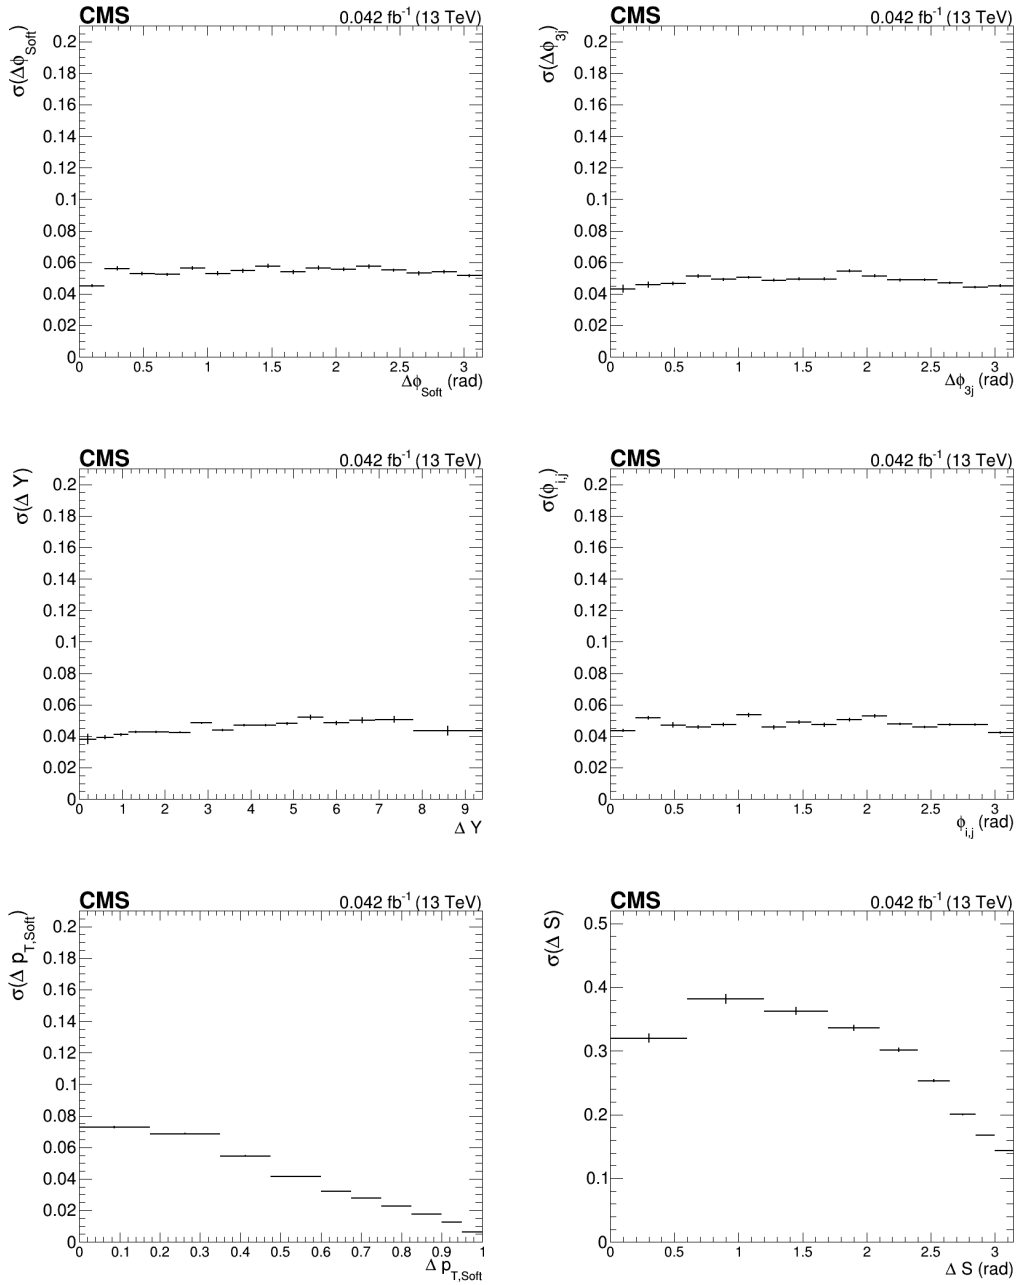 CMS 0.042 fb⁻¹ (13 TeV)
σ(Δϕ_Soft)
0.2
0.18
0.16
0.14
0.12
0.1
0.08
0.06
0.04
0.02
0
0 0.5 1 1.5 2 2.5 3
Δϕ_Soft (rad)
CMS 0.042 fb⁻¹ (13 TeV)
σ(Δϕ_3j)
0.2
0.18
0.16
0.14
0.12
0.1
0.08
0.06
0.04
0.02
0
0 0.5 1 1.5 2 2.5 3
Δϕ_3j (rad)
CMS 0.042 fb⁻¹ (13 TeV)
σ(Δ Y)
0.2
0.18
0.16
0.14
0.12
0.1
0.08
0.06
0.04
0.02
0
0 1 2 3 4 5 6 7 8 9
Δ Y
CMS 0.042 fb⁻¹ (13 TeV)
σ(ϕ_i,j)
0.2
0.18
0.16
0.14
0.12
0.1
0.08
0.06
0.04
0.02
0
0 0.5 1 1.5 2 2.5 3
ϕ_i,j (rad)
CMS 0.042 fb⁻¹ (13 TeV)
σ(Δ p_T,Soft)
0.2
0.18
0.16
0.14
0.12
0.1
0.08
0.06
0.04
0.02
0
0 0.1 0.2 0.3 0.4 0.5 0.6 0.7 0.8 0.9 1
Δ p_T,Soft
CMS 0.042 fb⁻¹ (13 TeV)
σ(Δ S)
0.5
0.4
0.3
0.2
0.1
0
0 0.5 1 1.5 2 2.5 3
Δ S (rad)